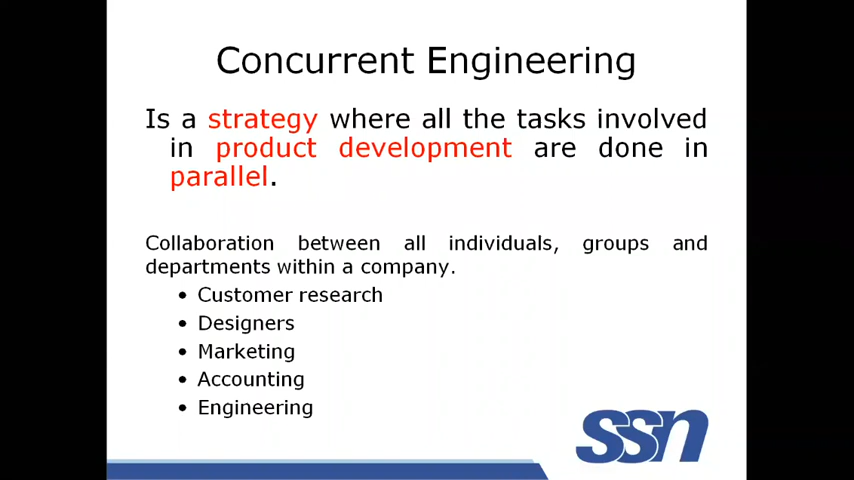 Concurrent Engineering
Is a strategy where all the tasks involved
in product development are done in
parallel.
Collaboration between all individuals, groups and
departments within a company.
• Customer research
• Designers
• Marketing
• Accounting
• Engineering
ssn